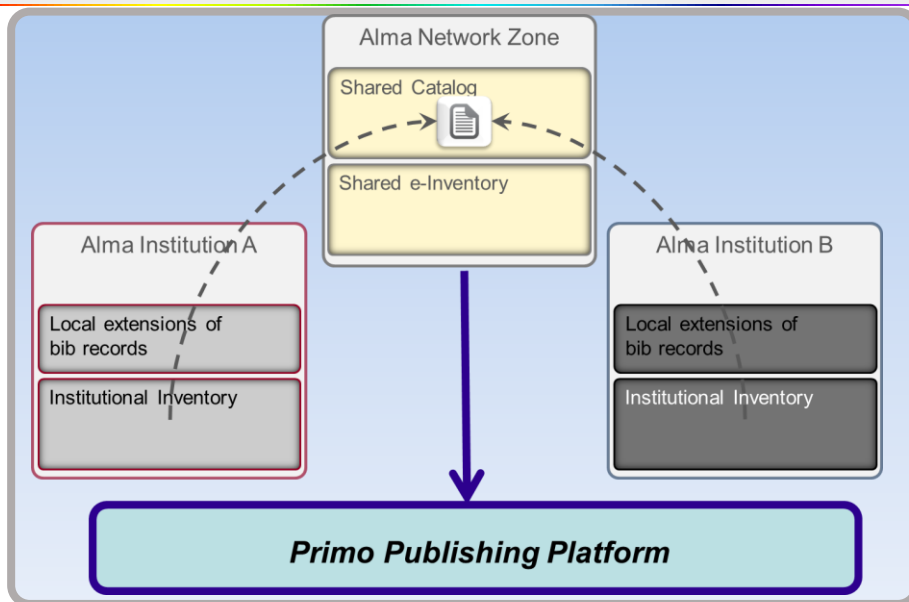 Alma Network Zone
Shared Catalog
Shared e-Inventory
Alma Institution A
Local extensions of
bib records
Institutional Inventory
Alma Institution B
Local extensions of
bib records
Institutional Inventory
Primo Publishing Platform